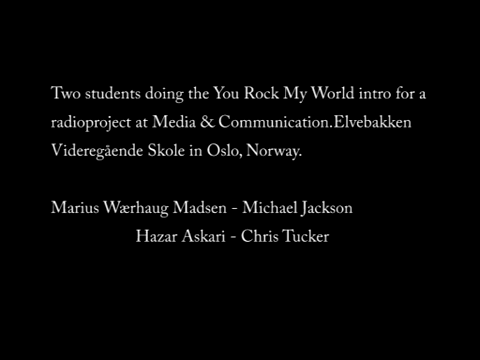 Two students doing the You Rock My World intro for a
radioproject at Media & Communication.Elvebakken
Videregående Skole in Oslo, Norway.
Marius Wærhaug Madsen - Michael Jackson
Hazar Askari - Chris Tucker